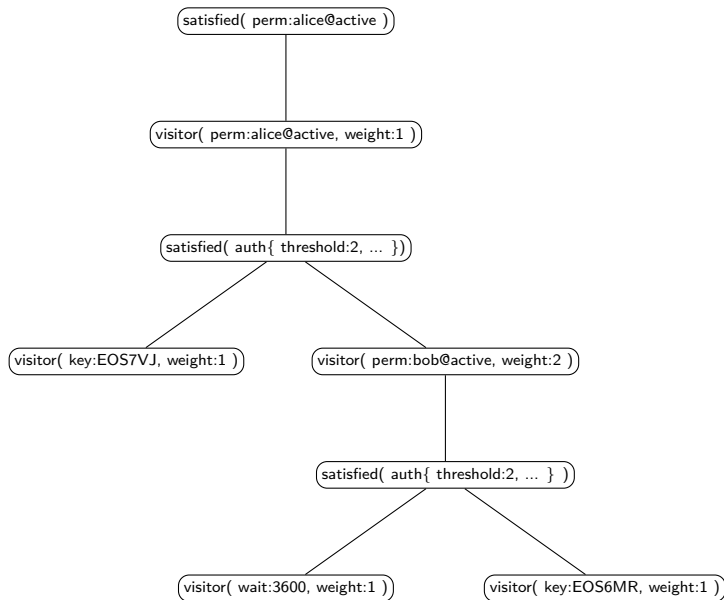 satisfied( perm:alice@active )
visitor( perm:alice@active, weight:1 )
satisfied( auth{ threshold:2, ... })
visitor( key:EOS7VJ, weight:1 )
visitor( perm:bob@active, weight:2 )
satisfied( auth{ threshold:2, ... } )
visitor( wait:3600, weight:1 )
visitor( key:EOS6MR, weight:1 )